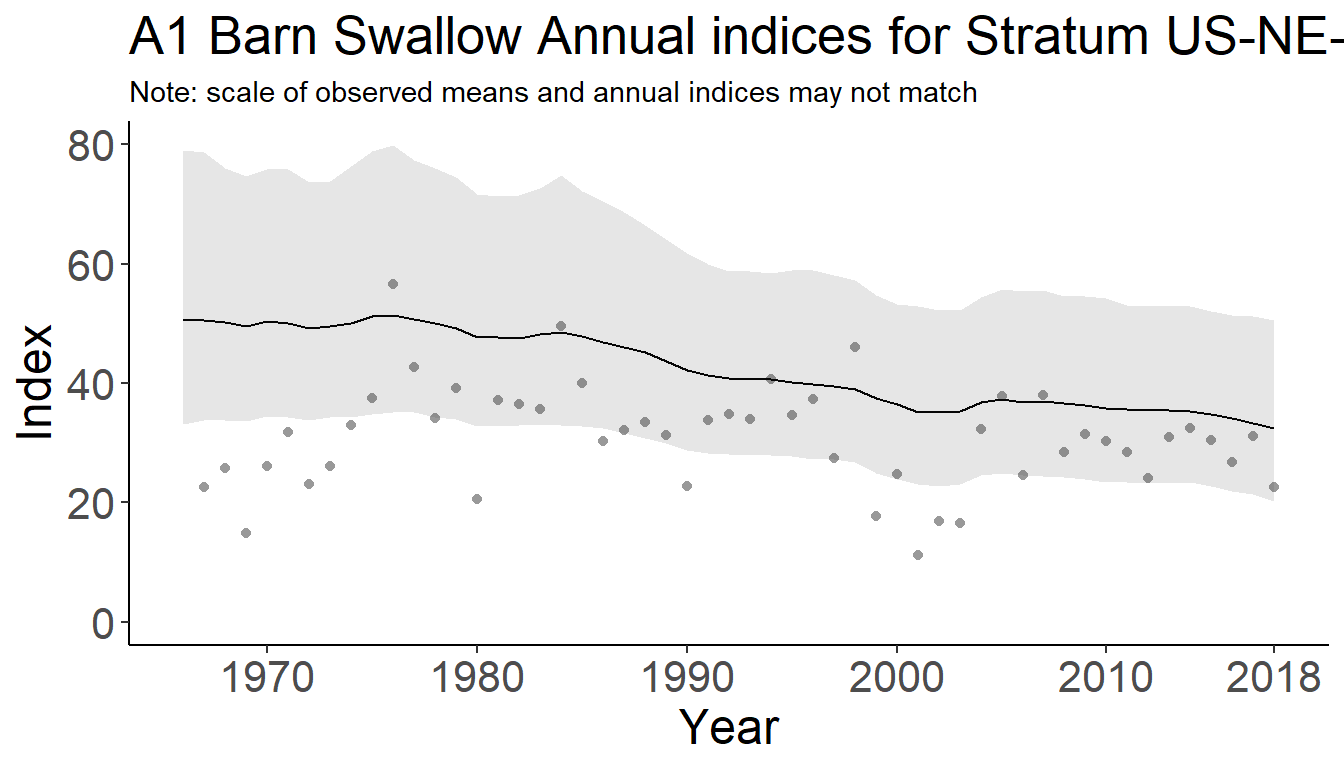 A1 Barn Swallow Annual indices for Stratum US-NE-
Note: scale of observed means and annual indices may not match
80
60
40
20
0
Index
1970 1980 1990 2000 2010 2018
Year